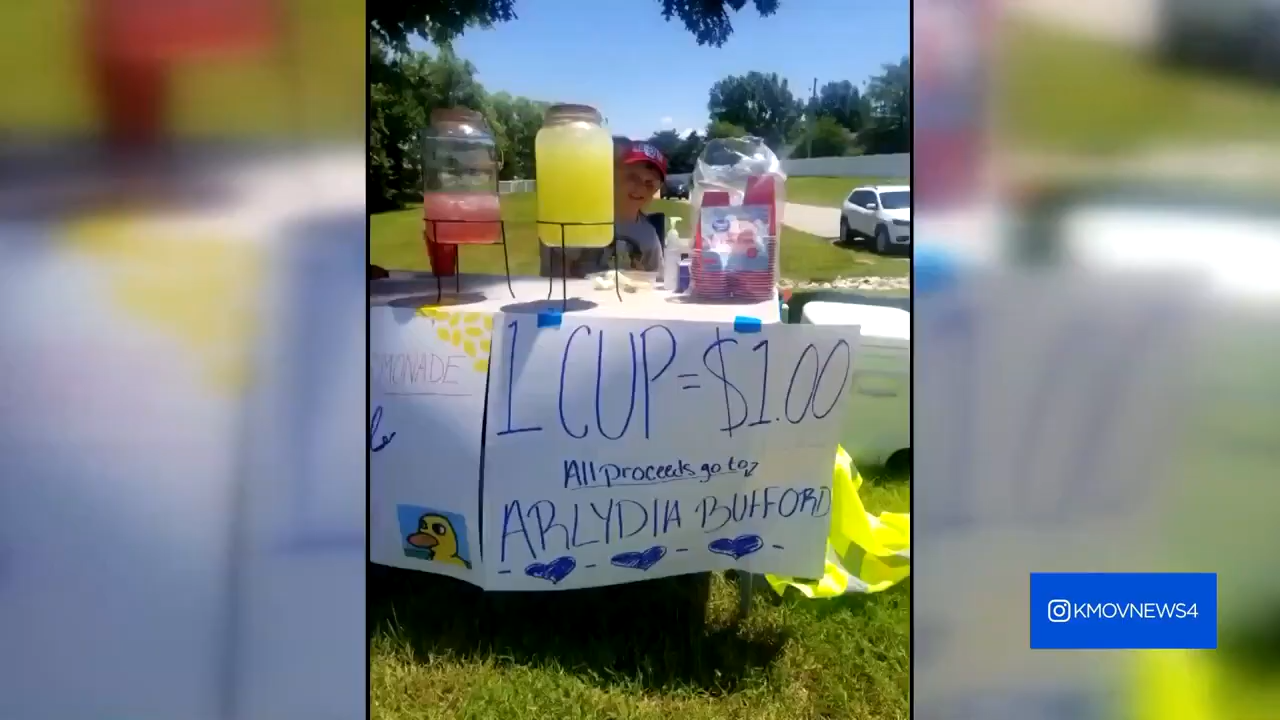 MONADE
1 CUP = $1.00
All proceeds go to
ARLYDIA BUFFORD
KMOVNEWS4